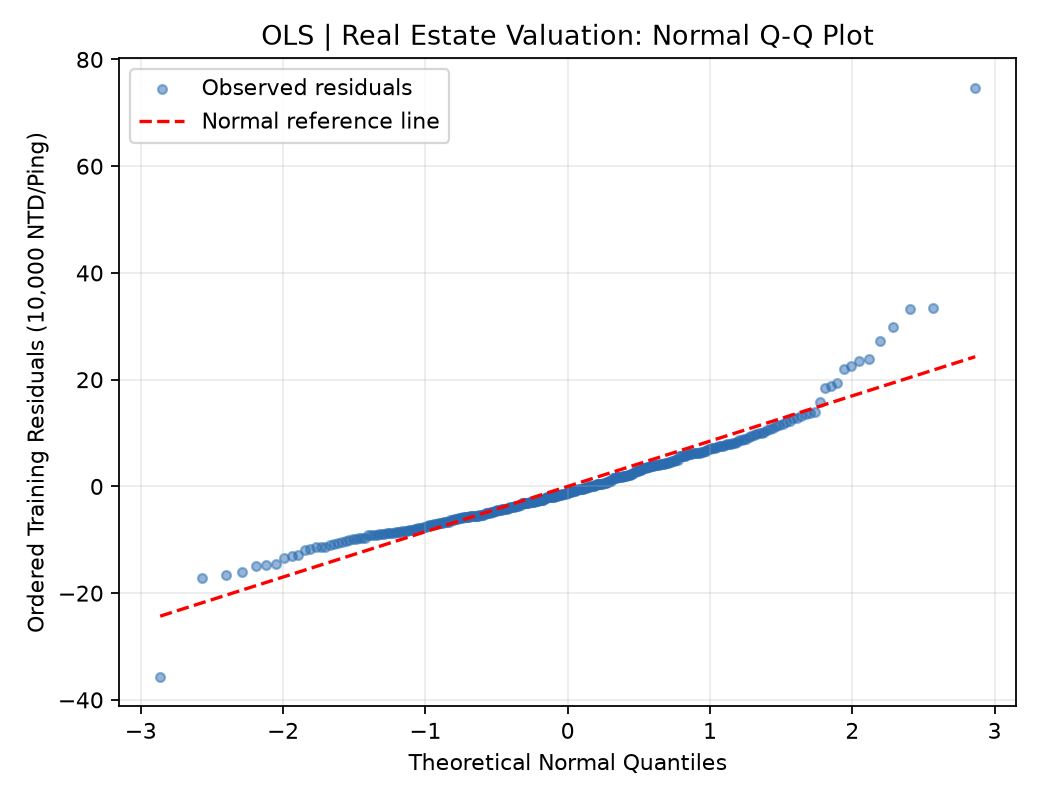 OLS | Real Estate Valuation: Normal Q-Q Plot
Observed residuals
Normal reference line
Ordered Training Residuals (10,000 NTD/Ping)
80
60
40
20
0
−20
−40
−3
−2
−1
0
1
2
3
Theoretical Normal Quantiles